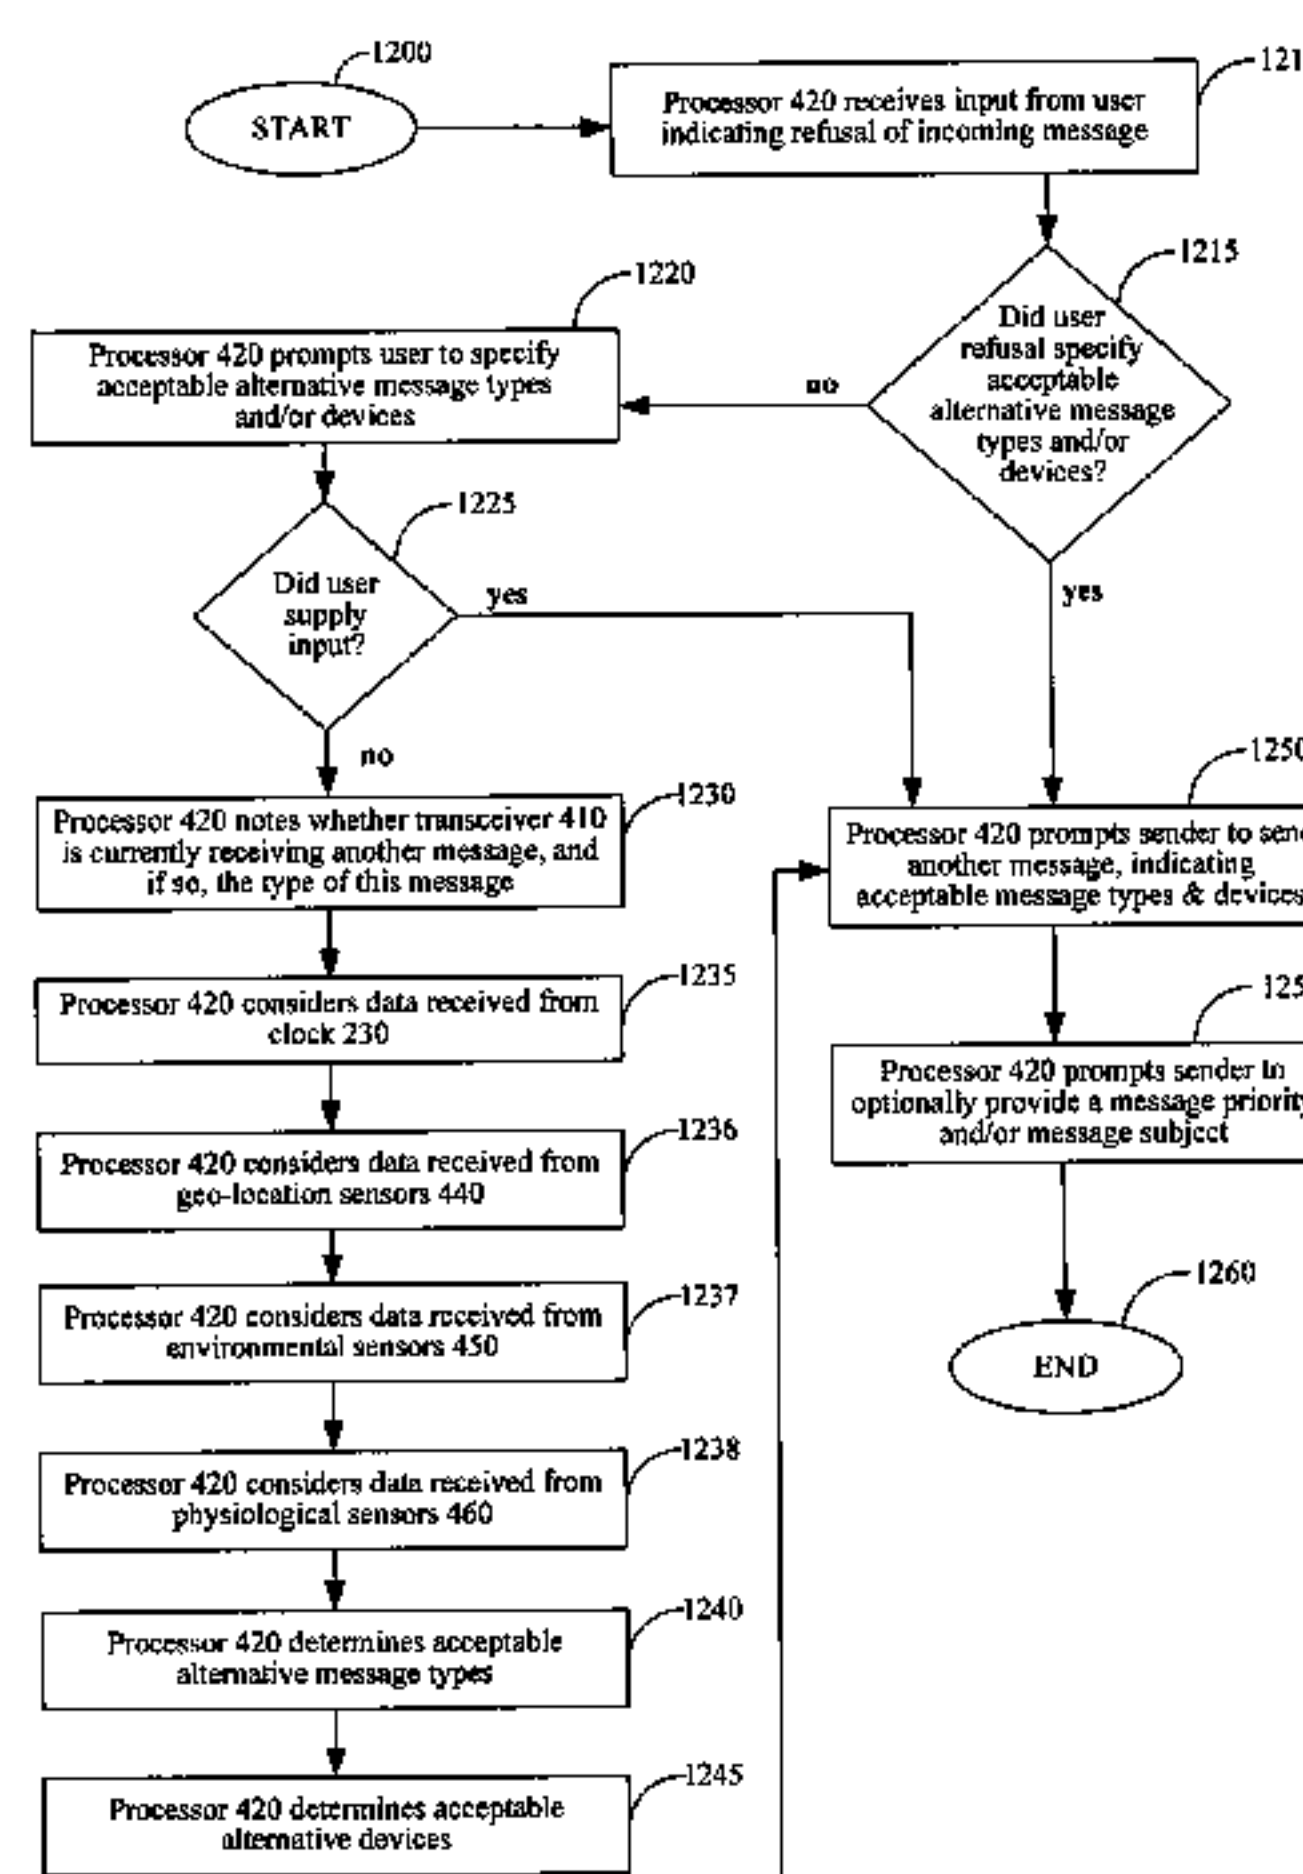 1200
START
Processor 420 receives input from user
indicating refusal of incoming message
1215
Did user
refusal specify
acceptable
alternative message
types and/or
devices?
no
yes
1220
Processor 420 prompts user to specify
acceptable alternative message types
and/or devices
1225
Did user
supply
input?
yes
no
1230
Processor 420 notes whether transceiver 410
is currently receiving another message, and
if so, the type of this message
1235
Processor 420 considers data received from
clock 230
1236
Processor 420 considers data received from
geo-location sensors 440
1237
Processor 420 considers data received from
environmental sensors 450
1238
Processor 420 considers data received from
physiological sensors 460
1240
Processor 420 determines acceptable
alternative message types
1245
Processor 420 determines acceptable
alternative devices
1250
Processor 420 prompts sender to
another message, indicating
acceptable message types & devices
Processor 420 prompts sender to
optionally provide a message priority
and/or message subject
1260
END